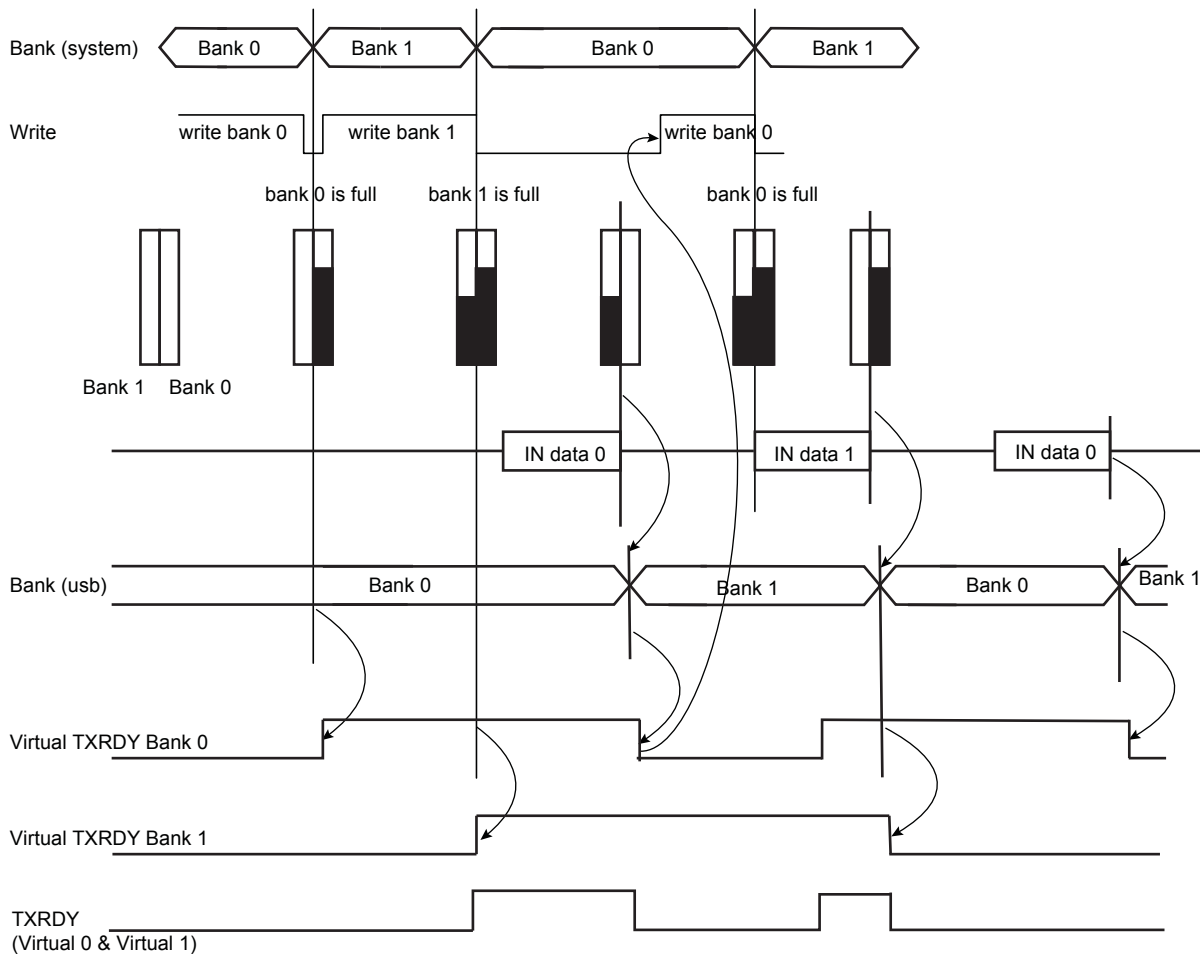 Bank (system)
Bank 0
Bank 1
Bank 0
Bank 1
Write
write bank 0
write bank 1
write bank 0
bank 0 is full
bank 1 is full
bank 0 is full
Bank 1
Bank 0
IN data 0
IN data 1
IN data 0
Bank (usb)
Bank 0
Bank 1
Bank 0
Bank 1
Virtual TXRDY Bank 0
Virtual TXRDY Bank 1
TXRDY
(Virtual 0 & Virtual 1)